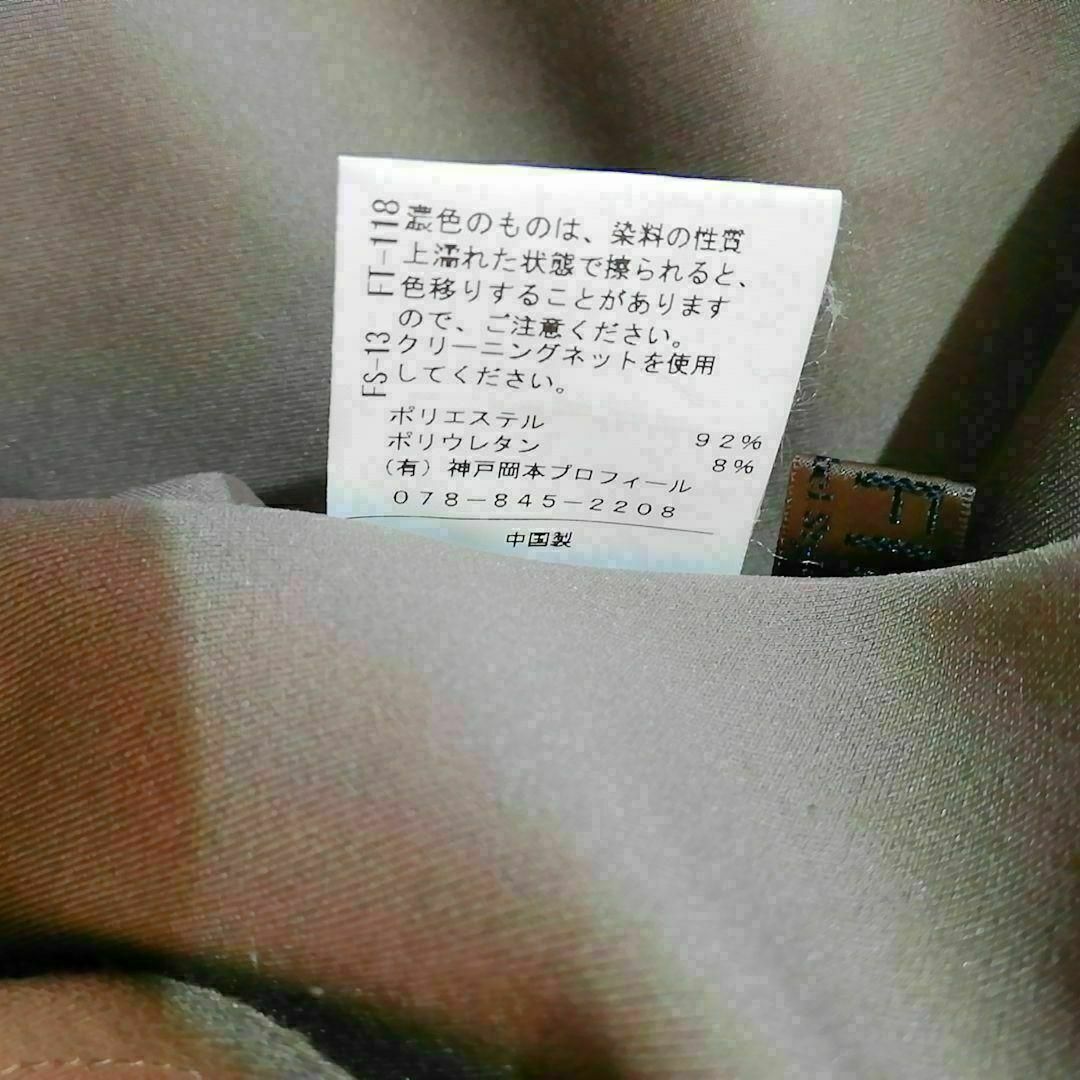 FT-118
濃色のものは、染料の性質
上濡れた状態で擦られると、
色移りすることがあります
ので、ご注意ください。
FS-13
クリーニングネットを使用
してください。
ポリエステル 92%
ポリウレタン 8%
(有)神戸岡本プロフィール
078-845-2208
中国製